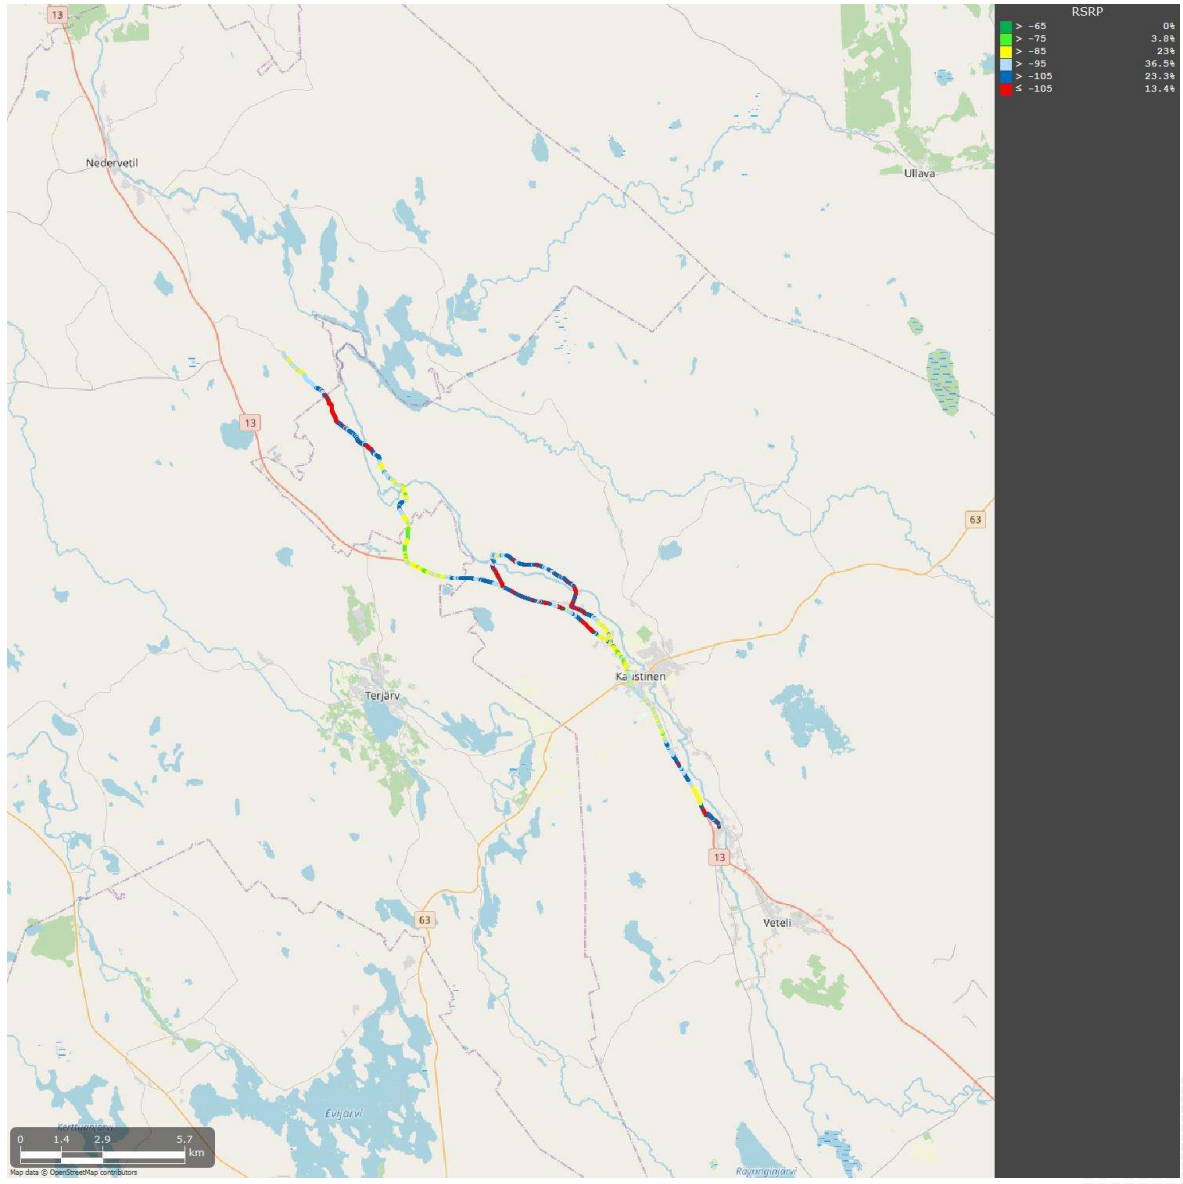 13
RSRP
> -65 0%
> -75 3.8%
> -85 23%
> -95 36.5%
> -105 23.3%
≤ -105 13.4%
Nedervetil
Ullava
13
63
Terjärv
13
63
Veteli
Evijärvi
0 1.4 2.9 5.7
km
Map data © OpenStreetMap contributors